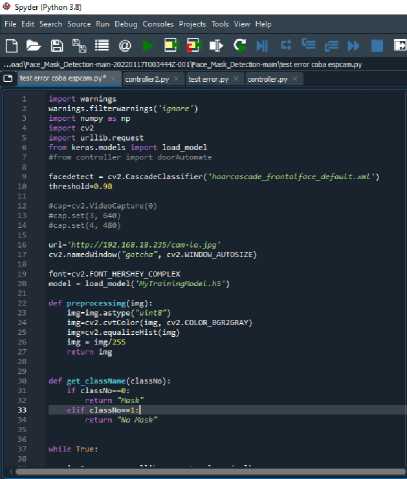 Spyder (Python 3.8)
File Edit Search Source Run Debug Consoles Projects Tools View Help
...oad\Face_Mask_Detection-main-20220117T083444Z-001\Face_Mask_Detection-main\test error coba espcam.py
test error coba espcam.py* controller2.py test error.py controller.py
1 import warnings
2 warnings.filterwarnings('ignore')
3 import numpy as np
4 import cv2
5 import urllib.request
6 from keras.models import load_model
7 #from controller import doorAutomate
8
9 facedetect = cv2.CascadeClassifier('haarcascade_frontalface_default.xml')
10 threshold=0.90
11
12 #cap=cv2.VideoCapture(0)
13 #cap.set(3, 640)
14 #cap.set(4, 480)
15
16 url='http://192.168.18.235/cam-lo.jpg'
17 cv2.namedWindow("gotcha", cv2.WINDOW_AUTOSIZE)
18
19 font=cv2.FONT_HERSHEY_COMPLEX
20 model = load_model('MyTrainingModel.h5')
21
22 def preprocessing(img):
23 img=img.astype("uint8")
24 img=cv2.cvtColor(img, cv2.COLOR_BGR2GRAY)
25 img=cv2.equalizeHist(img)
26 img = img/255
27 return img
28
29
30 def get_className(classNo):
31 if classNo==0:
32 return "Mask"
33 elif classNo==1:
34 return "No Mask"
35
36
37 while True:
38